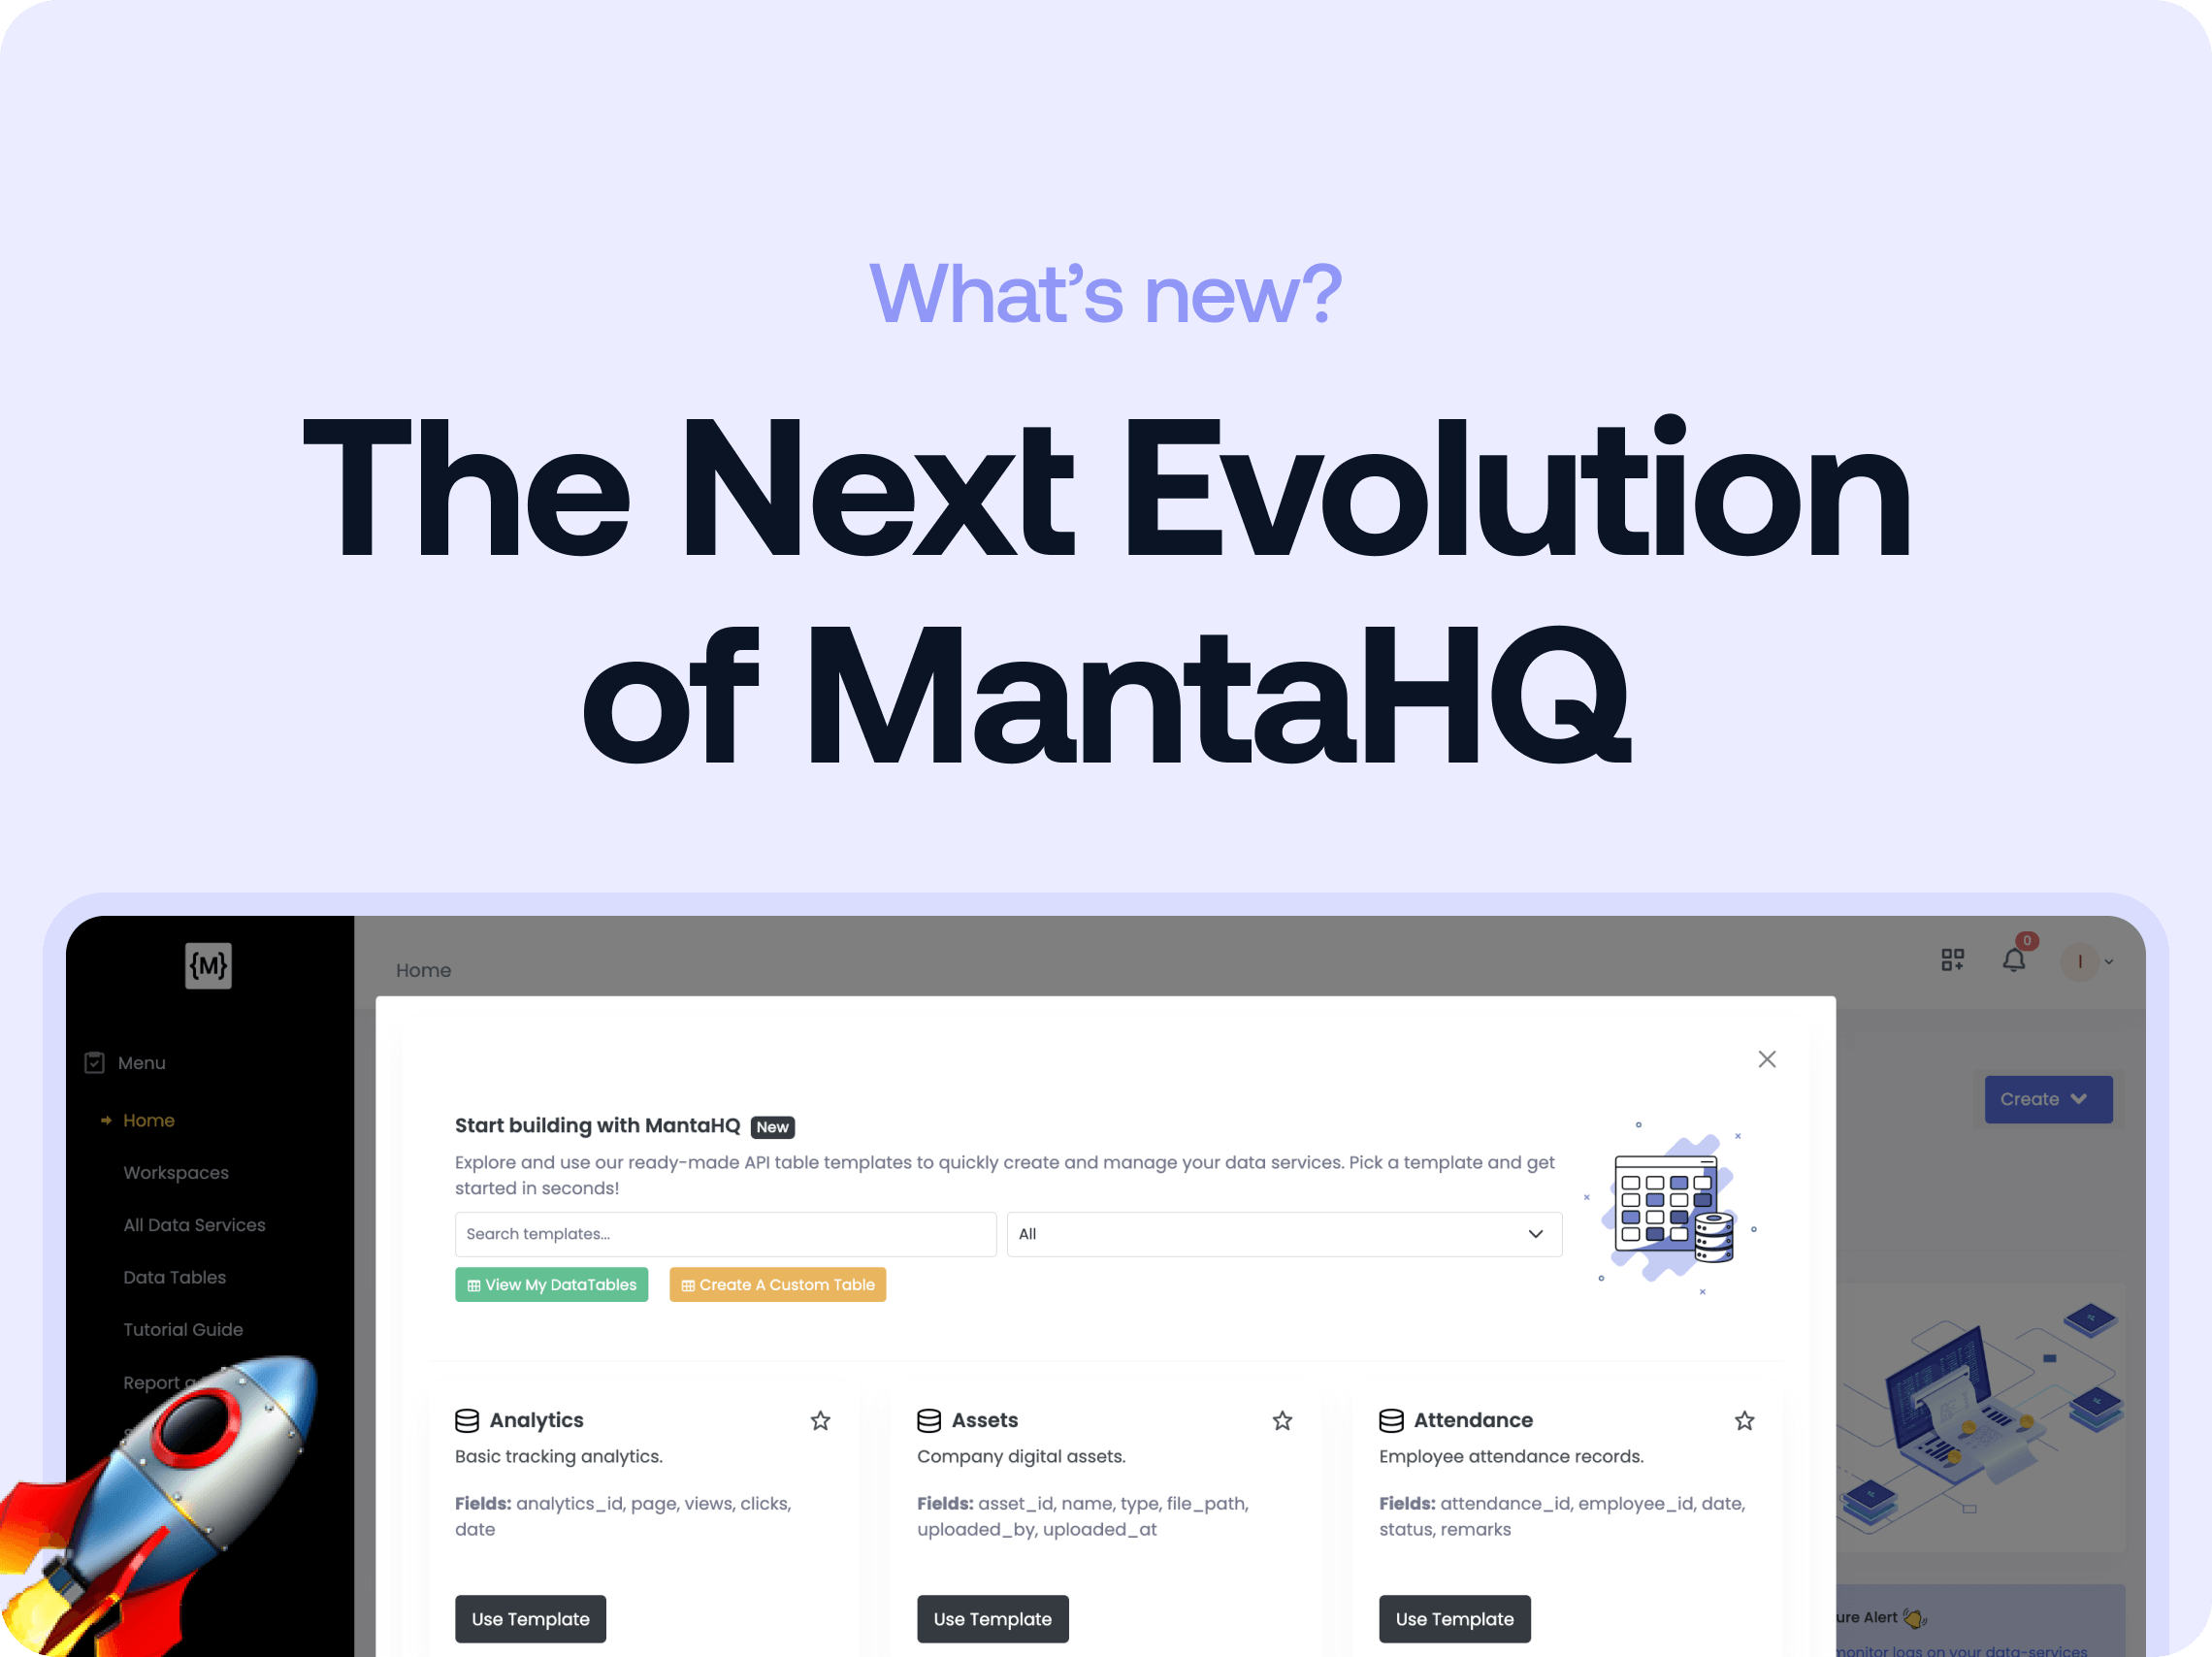 What’s new?
The Next Evolution
of MantaHQ
{M}
Home
0
I
Menu
Home
Workspaces
All Data Services
Data Tables
Tutorial Guide
Report
Create
Start building with MantaHQ New
Explore and use our ready-made API table templates to quickly create and manage your data services. Pick a template and get
started in seconds!
Search templates...
All
View My DataTables
Create A Custom Table
Analytics
Basic tracking analytics.
Fields: analytics_id, page, views, clicks,
date
Use Template
Assets
Company digital assets.
Fields: asset_id, name, type, file_path,
uploaded_by, uploaded_at
Use Template
Attendance
Employee attendance records.
Fields: attendance_id, employee_id, date,
status, remarks
Use Template
ure Alert
monitor logs on your data-services